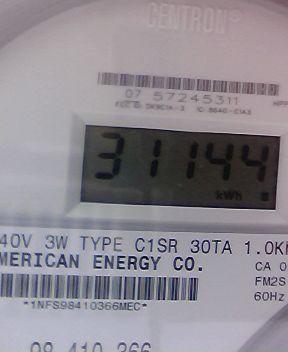 CENTRON®
07 57245311
31144
kWh
40V 3W TYPE C1SR 30TA 1.0K
MERICAN ENERGY CO.
CA 0
FM2S
60Hz
*1NFS98410366MEC*
98 410 366